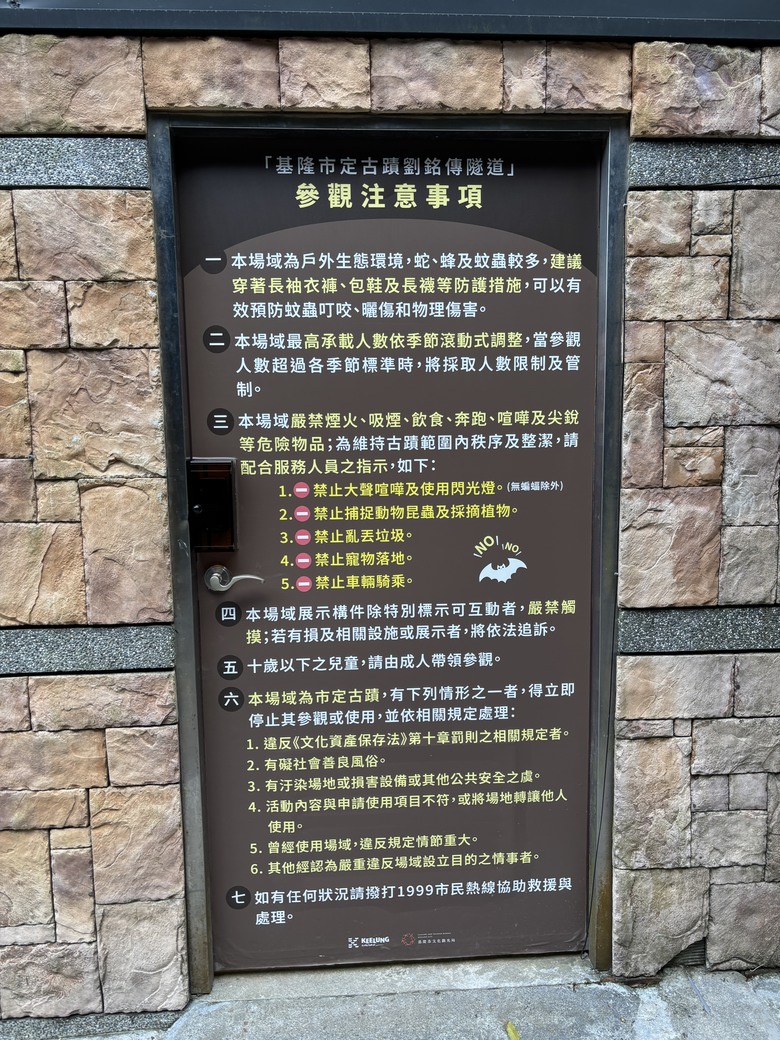 「基隆市定古蹟劉銘傳隧道」
參觀注意事項
一 本場域為戶外生態環境，蛇、蜂及蚊蟲較多，建議
穿著長袖衣褲、包鞋及長襪等防護措施，可以有
效預防蚊蟲叮咬、曬傷和物理傷害。
二 本場域最高承載人數依季節滾動式調整，當參觀
人數超過各季節標準時，將採取人數限制及管
制。
三 本場域嚴禁煙火、吸煙、飲食、奔跑、喧嘩及尖銳
等危險物品；為維持古蹟範圍內秩序及整潔，請
配合服務人員之指示，如下：
1. 禁止大聲喧嘩及使用閃光燈。(無蝙蝠除外)
2. 禁止捕捉動物昆蟲及採摘植物。
3. 禁止亂丟垃圾。
NO! NO!
4. 禁止寵物落地。
5. 禁止車輛騎乘。
四 本場域展示構件除特別標示可互動者，嚴禁觸
摸；若有損及相關設施或展示者，將依法追訴。
五 十歲以下之兒童，請由成人帶領參觀。
六 本場域為市定古蹟，有下列情形之一者，得立即
停止其參觀或使用，並依相關規定處理：
1. 違反《文化資產保存法》第十章罰則之相關規定者。
2. 有礙社會善良風俗。
3. 有汙染場地或損害設備或其他公共安全之虞。
4. 活動內容與申請使用項目不符，或將場地轉讓他人
使用。
5. 曾經使用場域，違反規定情節重大。
6. 其他經認為嚴重違反場域設立目的之情事者。
七 如有任何狀況請撥打1999市民熱線協助救援與
處理。
KEELUNG
基隆市文化觀光局